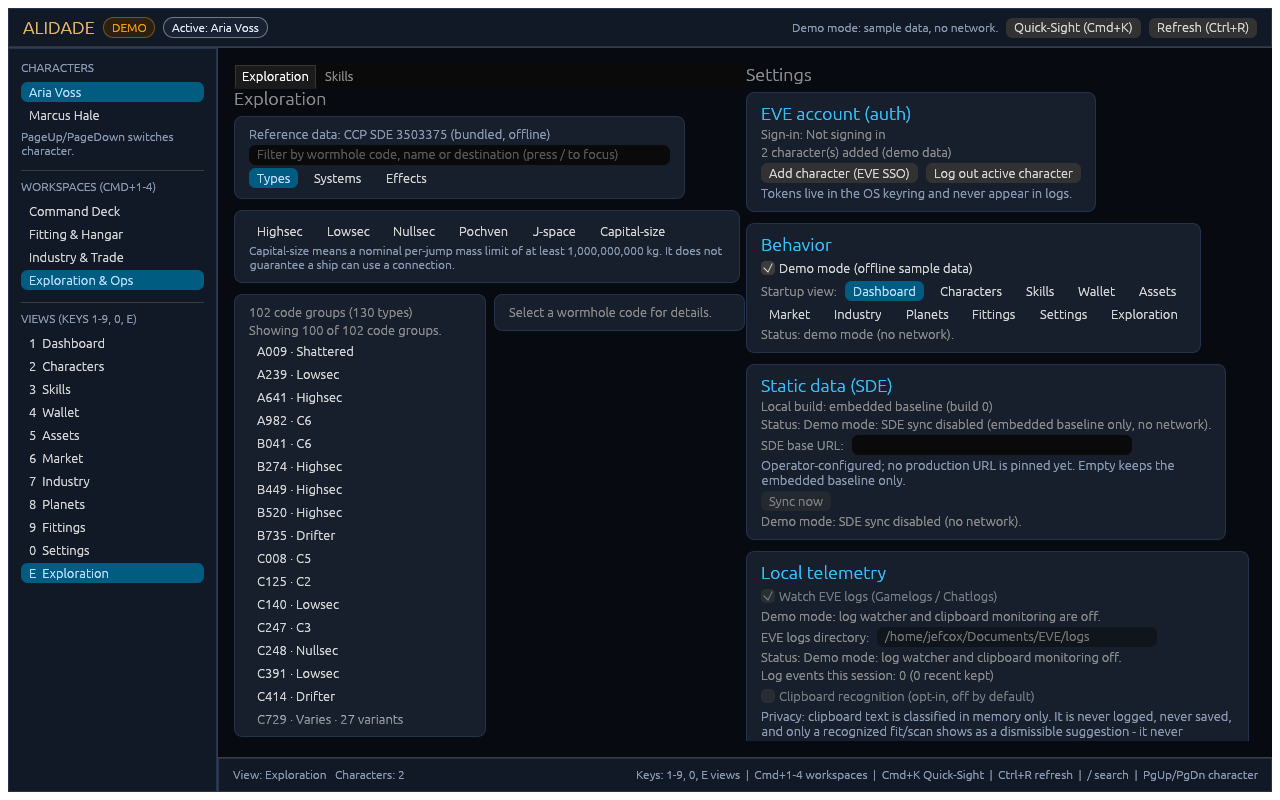 ALIDADE DEMO Active: Aria Voss
Demo mode: sample data, no network. Quick-Sight (Cmd+K) Refresh (Ctrl+R)
CHARACTERS
Aria Voss
Marcus Hale
PageUp/PageDown switches
character.
WORKSPACES (CMD+1-4)
Command Deck
Fitting & Hangar
Industry & Trade
Exploration & Ops
VIEWS (KEYS 1-9, 0, E)
1 Dashboard
2 Characters
3 Skills
4 Wallet
5 Assets
6 Market
7 Industry
8 Planets
9 Fittings
0 Settings
E Exploration
Exploration Skills
Exploration
Reference data: CCP SDE 3503375 (bundled, offline)
Filter by wormhole code, name or destination (press / to focus)
Types Systems Effects
Highsec Lowsec Nullsec Pochven J-space Capital-size
Capital-size means a nominal per-jump mass limit of at least 1,000,000,000 kg. It does not
guarantee a ship can use a connection.
102 code groups (130 types)
Showing 100 of 102 code groups.
A009 · Shattered
A239 · Lowsec
A641 · Highsec
A982 · C6
B041 · C6
B274 · Highsec
B449 · Highsec
B520 · Highsec
B735 · Drifter
C008 · C5
C125 · C2
C140 · Lowsec
C247 · C3
C248 · Nullsec
C391 · Lowsec
C414 · Drifter
C729 · Varies · 27 variants
Select a wormhole code for details.
Settings
EVE account (auth)
Sign-in: Not signing in
2 character(s) added (demo data)
Add character (EVE SSO) Log out active character
Tokens live in the OS keyring and never appear in logs.
Behavior
Demo mode (offline sample data)
Startup view: Dashboard Characters Skills Wallet Assets
Market Industry Planets Fittings Settings Exploration
Status: demo mode (no network).
Static data (SDE)
Local build: embedded baseline (build 0)
Status: Demo mode: SDE sync disabled (embedded baseline only, no network).
SDE base URL:
Operator-configured; no production URL is pinned yet. Empty keeps the
embedded baseline only.
Sync now
Demo mode: SDE sync disabled (no network).
Local telemetry
Watch EVE logs (Gamelogs / Chatlogs)
Demo mode: log watcher and clipboard monitoring are off.
EVE logs directory: /home/jefcox/Documents/EVE/logs
Status: Demo mode: log watcher and clipboard monitoring off.
Log events this session: 0 (0 recent kept)
Clipboard recognition (opt-in, off by default)
Privacy: clipboard text is classified in memory only. It is never logged, never saved,
and only a recognized fit/scan shows as a dismissible suggestion - it never
View: Exploration Characters: 2
Keys: 1-9, 0, E views | Cmd+1-4 workspaces | Cmd+K Quick-Sight | Ctrl+R refresh | / search | PgUp/PgDn character